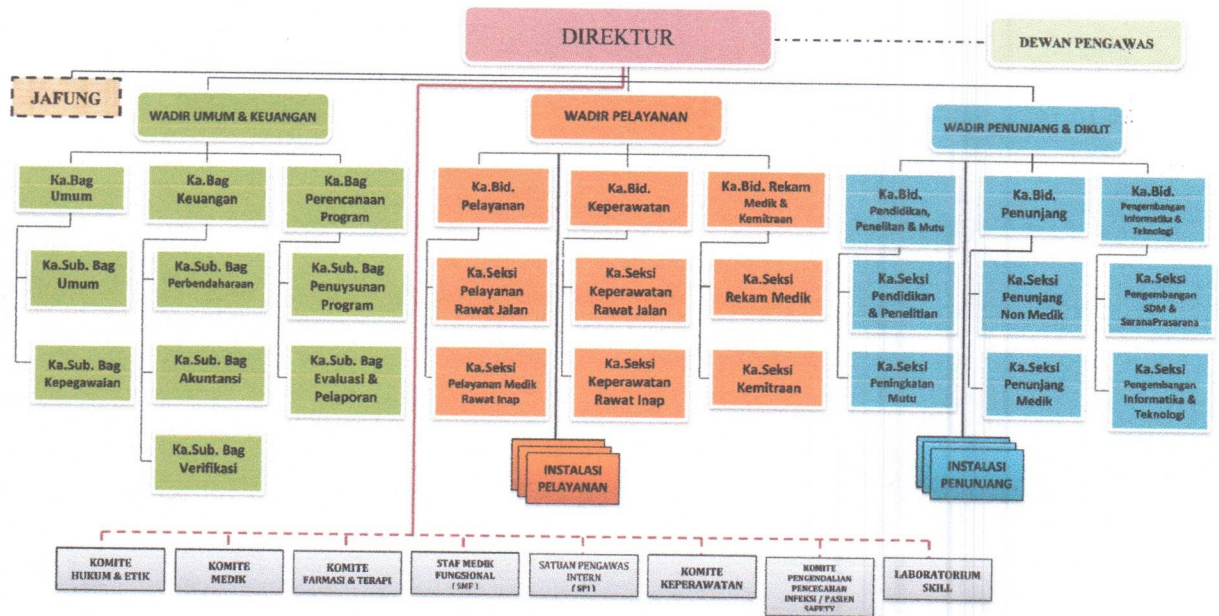 DIREKTUR
DEWAN PENGAWAS
JAFUNG
WADIR UMUM & KEUANGAN
WADIR PELAYANAN
WADIR PENUNJANG & DIKLIT
Ka.Bag
Umum
Ka.Bag
Keuangan
Ka.Bag
Perencanaan
Program
Ka.Bid.
Pelayanan
Ka.Bid.
Keperawatan
Ka.Bid. Rekam
Medik &
Kemitraan
Ka.Bid.
Pendidikan,
Penelitan & Mutu
Ka.Bid.
Penunjang
Ka.Bid.
Pengembangan
Informatika &
Teknologi
Ka.Sub. Bag
Umum
Ka.Sub. Bag
Perbendaharaan
Ka.Sub. Bag
Penuysunan
Program
Ka.Seksi
Pelayanan
Rawat Jalan
Ka.Seksi
Keperawatan
Rawat Jalan
Ka.Seksi
Rekam Medik
Ka.Seksi
Pendidikan
& Penelitian
Ka.Seksi
Penunjang
Non Medik
Ka.Seksi
Pengembangan
SDM &
SaranaPrasarana
Ka.Sub. Bag
Kepegawaian
Ka.Sub. Bag
Akuntansi
Ka.Sub. Bag
Evaluasi &
Pelaporan
Ka.Seksi
Pelayanan Medik
Rawat Inap
Ka.Seksi
Keperawatan
Rawat Inap
Ka.Seksi
Kemitraan
Ka.Seksi
Peningkatan
Mutu
Ka.Seksi
Penunjang
Medik
Ka.Seksi
Pengembangan
Informatika &
Teknologi
Ka.Sub. Bag
Verifikasi
INSTALASI
PELAYANAN
INSTALASI
PENUNJANG
KOMITE
HUKUM & ETIK
KOMITE
MEDIK
KOMITE
FARMASI & TERAPI
STAF MEDIK
FUNGSIONAL
( SMF )
SATUAN PENGAWAS
INTERN
( SPI )
KOMITE
KEPERAWATAN
KOMITE
PENGENDALIAN
PENCEGAHAN
INFEKSI / PASIEN
SAFETY
LABORATORIUM
SKILL